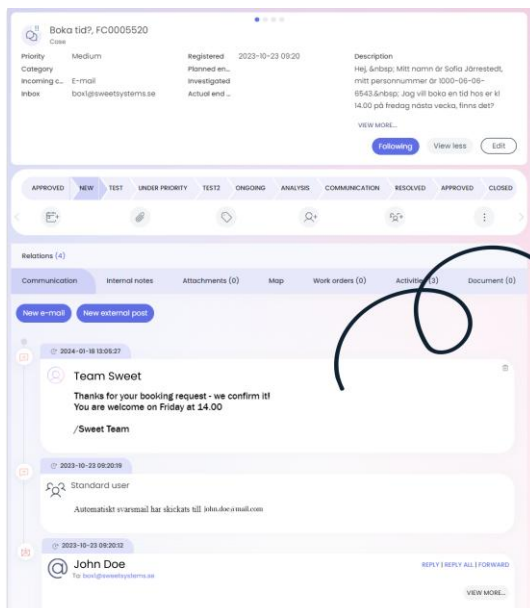 Boka tid?, FC0005520
Case
Priority Medium
Category
Incoming c... E-mail
Inbox box1@sweetsystems.se
Registered 2023-10-23 09:20
Planned en...
Investigated
Actual end ...
Description
Hej, &nbsp; Mitt namn är Sofia Järrestedt,
mitt personnummer är 1000-06-06-
6543.&nbsp; Jag vill boka en tid hos er kl
14.00 på fredag nästa vecka, finns det?
VIEW MORE...
Following View less Edit
APPROVED NEW TEST UNDER PRIORITY TEST2 ONGOING ANALYSIS COMMUNICATION RESOLVED APPROVED CLOSED
Relations (4)
Communication Internal notes Attachments (0) Map Work orders (0) Activities (3) Document (0)
New e-mail New external post
2024-01-18 13:05:27
Team Sweet
Thanks for your booking request - we confirm it!
You are welcome on Friday at 14.00
/Sweet Team
2023-10-23 09:20:19
Standard user
Automatiskt svarsmail har skickats till john.doe@mail.com
2023-10-23 09:20:12
@ John Doe
To: box1@sweetsystems.se
REPLY | REPLY ALL | FORWARD
VIEW MORE...